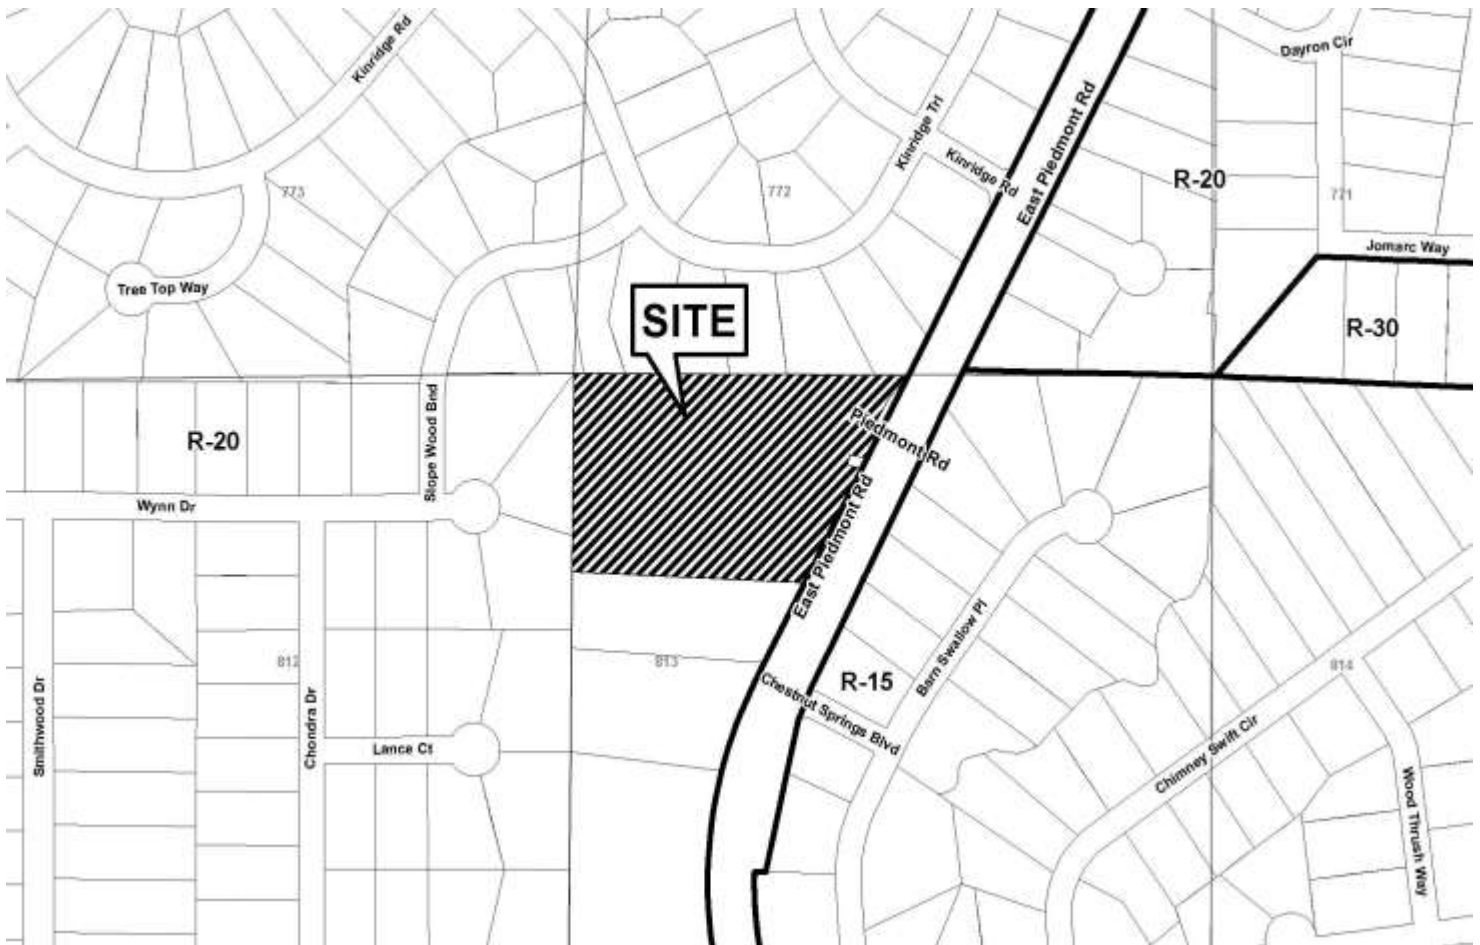 Kinridge Rd
Dayron Cir
Kinridge Trl
East Piedmont Rd
Kinridge Rd
R-20
773
772
771
Jomarc Way
Tree Top Way
SITE
R-30
Slope Wood Bnd
R-20
Piedmont Rd
Wynn Dr
East Piedmont Rd
Barn Swallow Pl
812
813
814
R-15
Chestnut Springs Blvd
Smithwood Dr
Chondra Dr
Lance Ct
Chimney Swift Cir
Wood Thrush Way